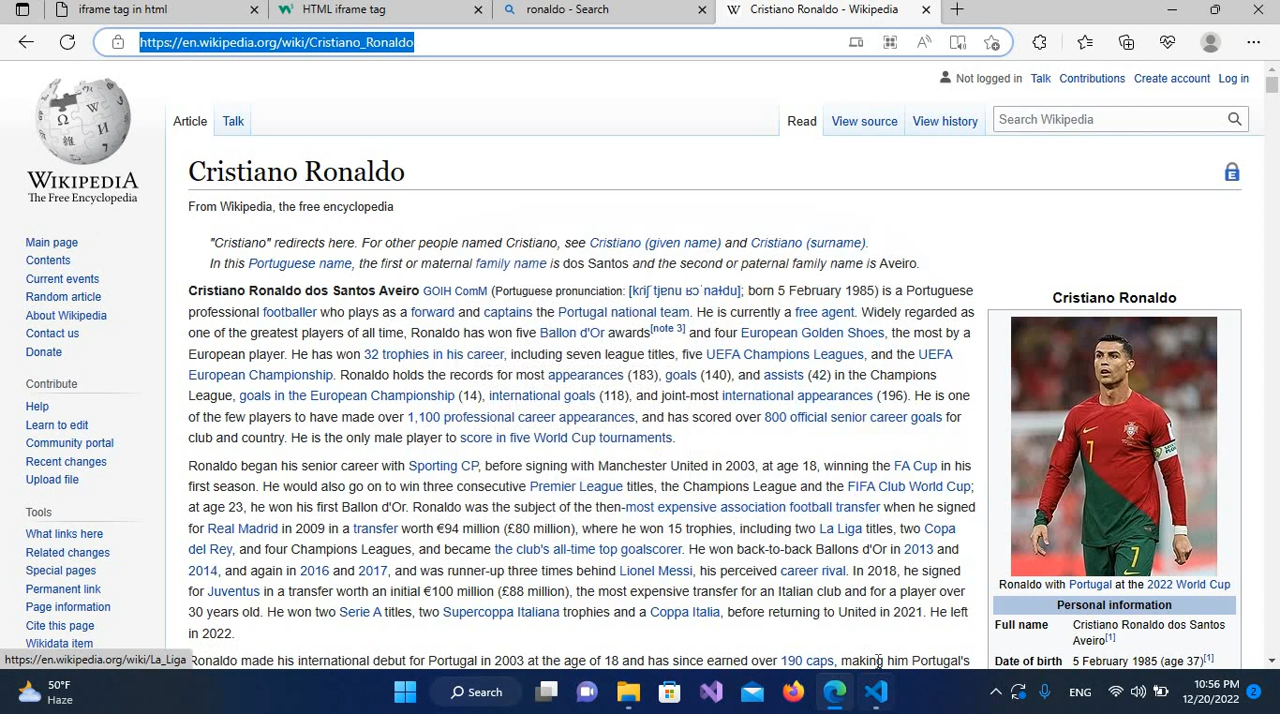 iframe tag in html
HTML iframe tag
ronaldo - Search
Cristiano Ronaldo - Wikipedia
https://en.wikipedia.org/wiki/Cristiano_Ronaldo
Not logged in Talk Contributions Create account Log in
Article Talk Read View source View history Search Wikipedia
WIKIPEDIA
The Free Encyclopedia
Cristiano Ronaldo
From Wikipedia, the free encyclopedia
"Cristiano" redirects here. For other people named Cristiano, see Cristiano (given name) and Cristiano (surname).
In this Portuguese name, the first or maternal family name is dos Santos and the second or paternal family name is Aveiro.
Cristiano Ronaldo dos Santos Aveiro GOIH ComM (Portuguese pronunciation: [kɾiʃˈtjɐnu ʁɔˈnaɫdu]; born 5 February 1985) is a Portuguese
professional footballer who plays as a forward and captains the Portugal national team. He is currently a free agent. Widely regarded as
one of the greatest players of all time, Ronaldo has won five Ballon d'Or awards[note 3] and four European Golden Shoes, the most by a
European player. He has won 32 trophies in his career, including seven league titles, five UEFA Champions Leagues, and the UEFA
European Championship. Ronaldo holds the records for most appearances (183), goals (140), and assists (42) in the Champions
League, goals in the European Championship (14), international goals (118), and joint-most international appearances (196). He is one
of the few players to have made over 1,100 professional career appearances, and has scored over 800 official senior career goals for
club and country. He is the only male player to score in five World Cup tournaments.
Ronaldo began his senior career with Sporting CP, before signing with Manchester United in 2003, at age 18, winning the FA Cup in his
first season. He would also go on to win three consecutive Premier League titles, the Champions League and the FIFA Club World Cup;
at age 23, he won his first Ballon d'Or. Ronaldo was the subject of the then-most expensive association football transfer when he signed
for Real Madrid in 2009 in a transfer worth €94 million (£80 million), where he won 15 trophies, including two La Liga titles, two Copa
del Rey, and four Champions Leagues, and became the club's all-time top goalscorer. He won back-to-back Ballons d'Or in 2013 and
2014, and again in 2016 and 2017, and was runner-up three times behind Lionel Messi, his perceived career rival. In 2018, he signed
for Juventus in a transfer worth an initial €100 million (£88 million), the most expensive transfer for an Italian club and for a player over
30 years old. He won two Serie A titles, two Supercoppa Italiana trophies and a Coppa Italia, before returning to United in 2021. He left
in 2022.
Ronaldo made his international debut for Portugal in 2003 at the age of 18 and has since earned over 190 caps, making him Portugal's
Cristiano Ronaldo
7
7
Ronaldo with Portugal at the 2022 World Cup
Personal information
Full name Cristiano Ronaldo dos Santos
Aveiro[1]
Date of birth 5 February 1985 (age 37)[1]
Main page
Contents
Current events
Random article
About Wikipedia
Contact us
Donate
Contribute
Help
Learn to edit
Community portal
Recent changes
Upload file
Tools
What links here
Related changes
Special pages
Permanent link
Page information
Cite this page
Wikidata item
https://en.wikipedia.org/wiki/La_Liga
50°F
Haze
Search
ENG
10:56 PM
12/20/2022
2